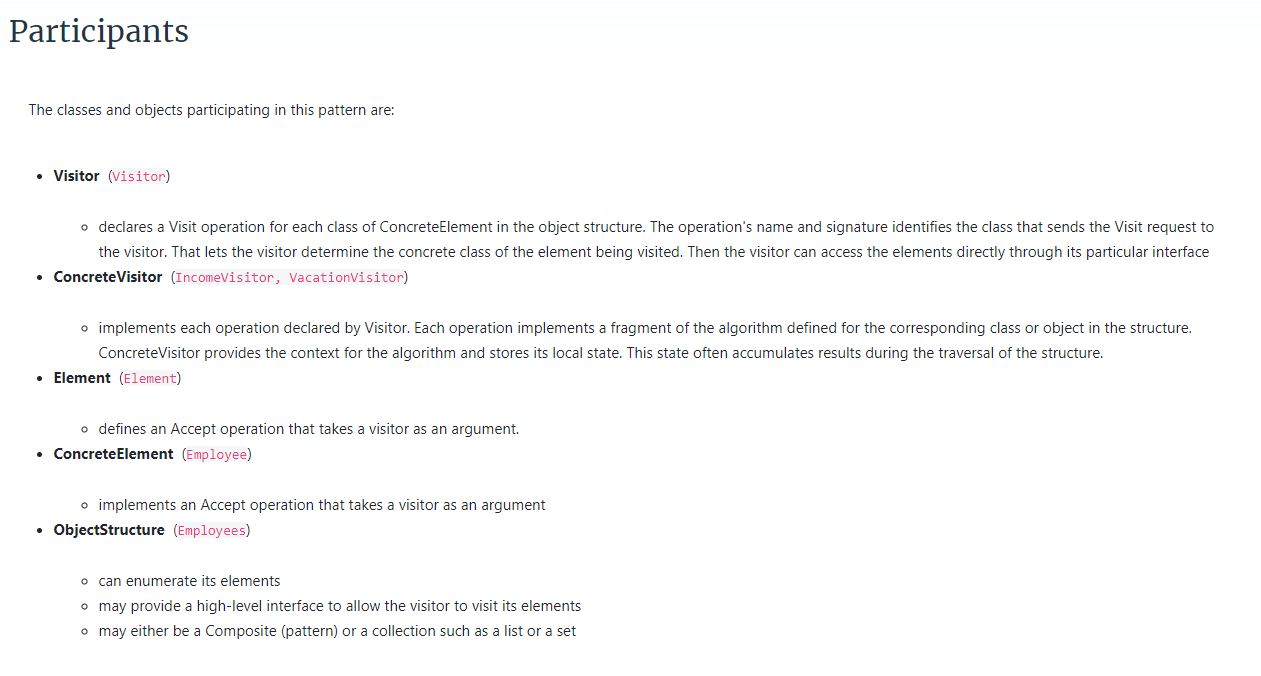 Participants
The classes and objects participating in this pattern are:
• Visitor (Visitor)
◦ declares a Visit operation for each class of ConcreteElement in the object structure. The operation's name and signature identifies the class that sends the Visit request to
the visitor. That lets the visitor determine the concrete class of the element being visited. Then the visitor can access the elements directly through its particular interface
• ConcreteVisitor (IncomeVisitor, VacationVisitor)
◦ implements each operation declared by Visitor. Each operation implements a fragment of the algorithm defined for the corresponding class or object in the structure.
ConcreteVisitor provides the context for the algorithm and stores its local state. This state often accumulates results during the traversal of the structure.
• Element (Element)
◦ defines an Accept operation that takes a visitor as an argument.
• ConcreteElement (Employee)
◦ implements an Accept operation that takes a visitor as an argument
• ObjectStructure (Employees)
◦ can enumerate its elements
◦ may provide a high-level interface to allow the visitor to visit its elements
◦ may either be a Composite (pattern) or a collection such as a list or a set